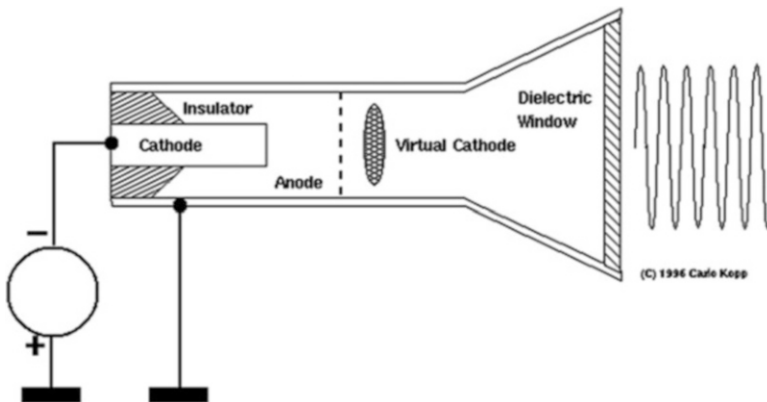 Insulator
Cathode
Anode
Virtual Cathode
Dielectric
Window
−
+
(C) 1996 Carlo Kopp